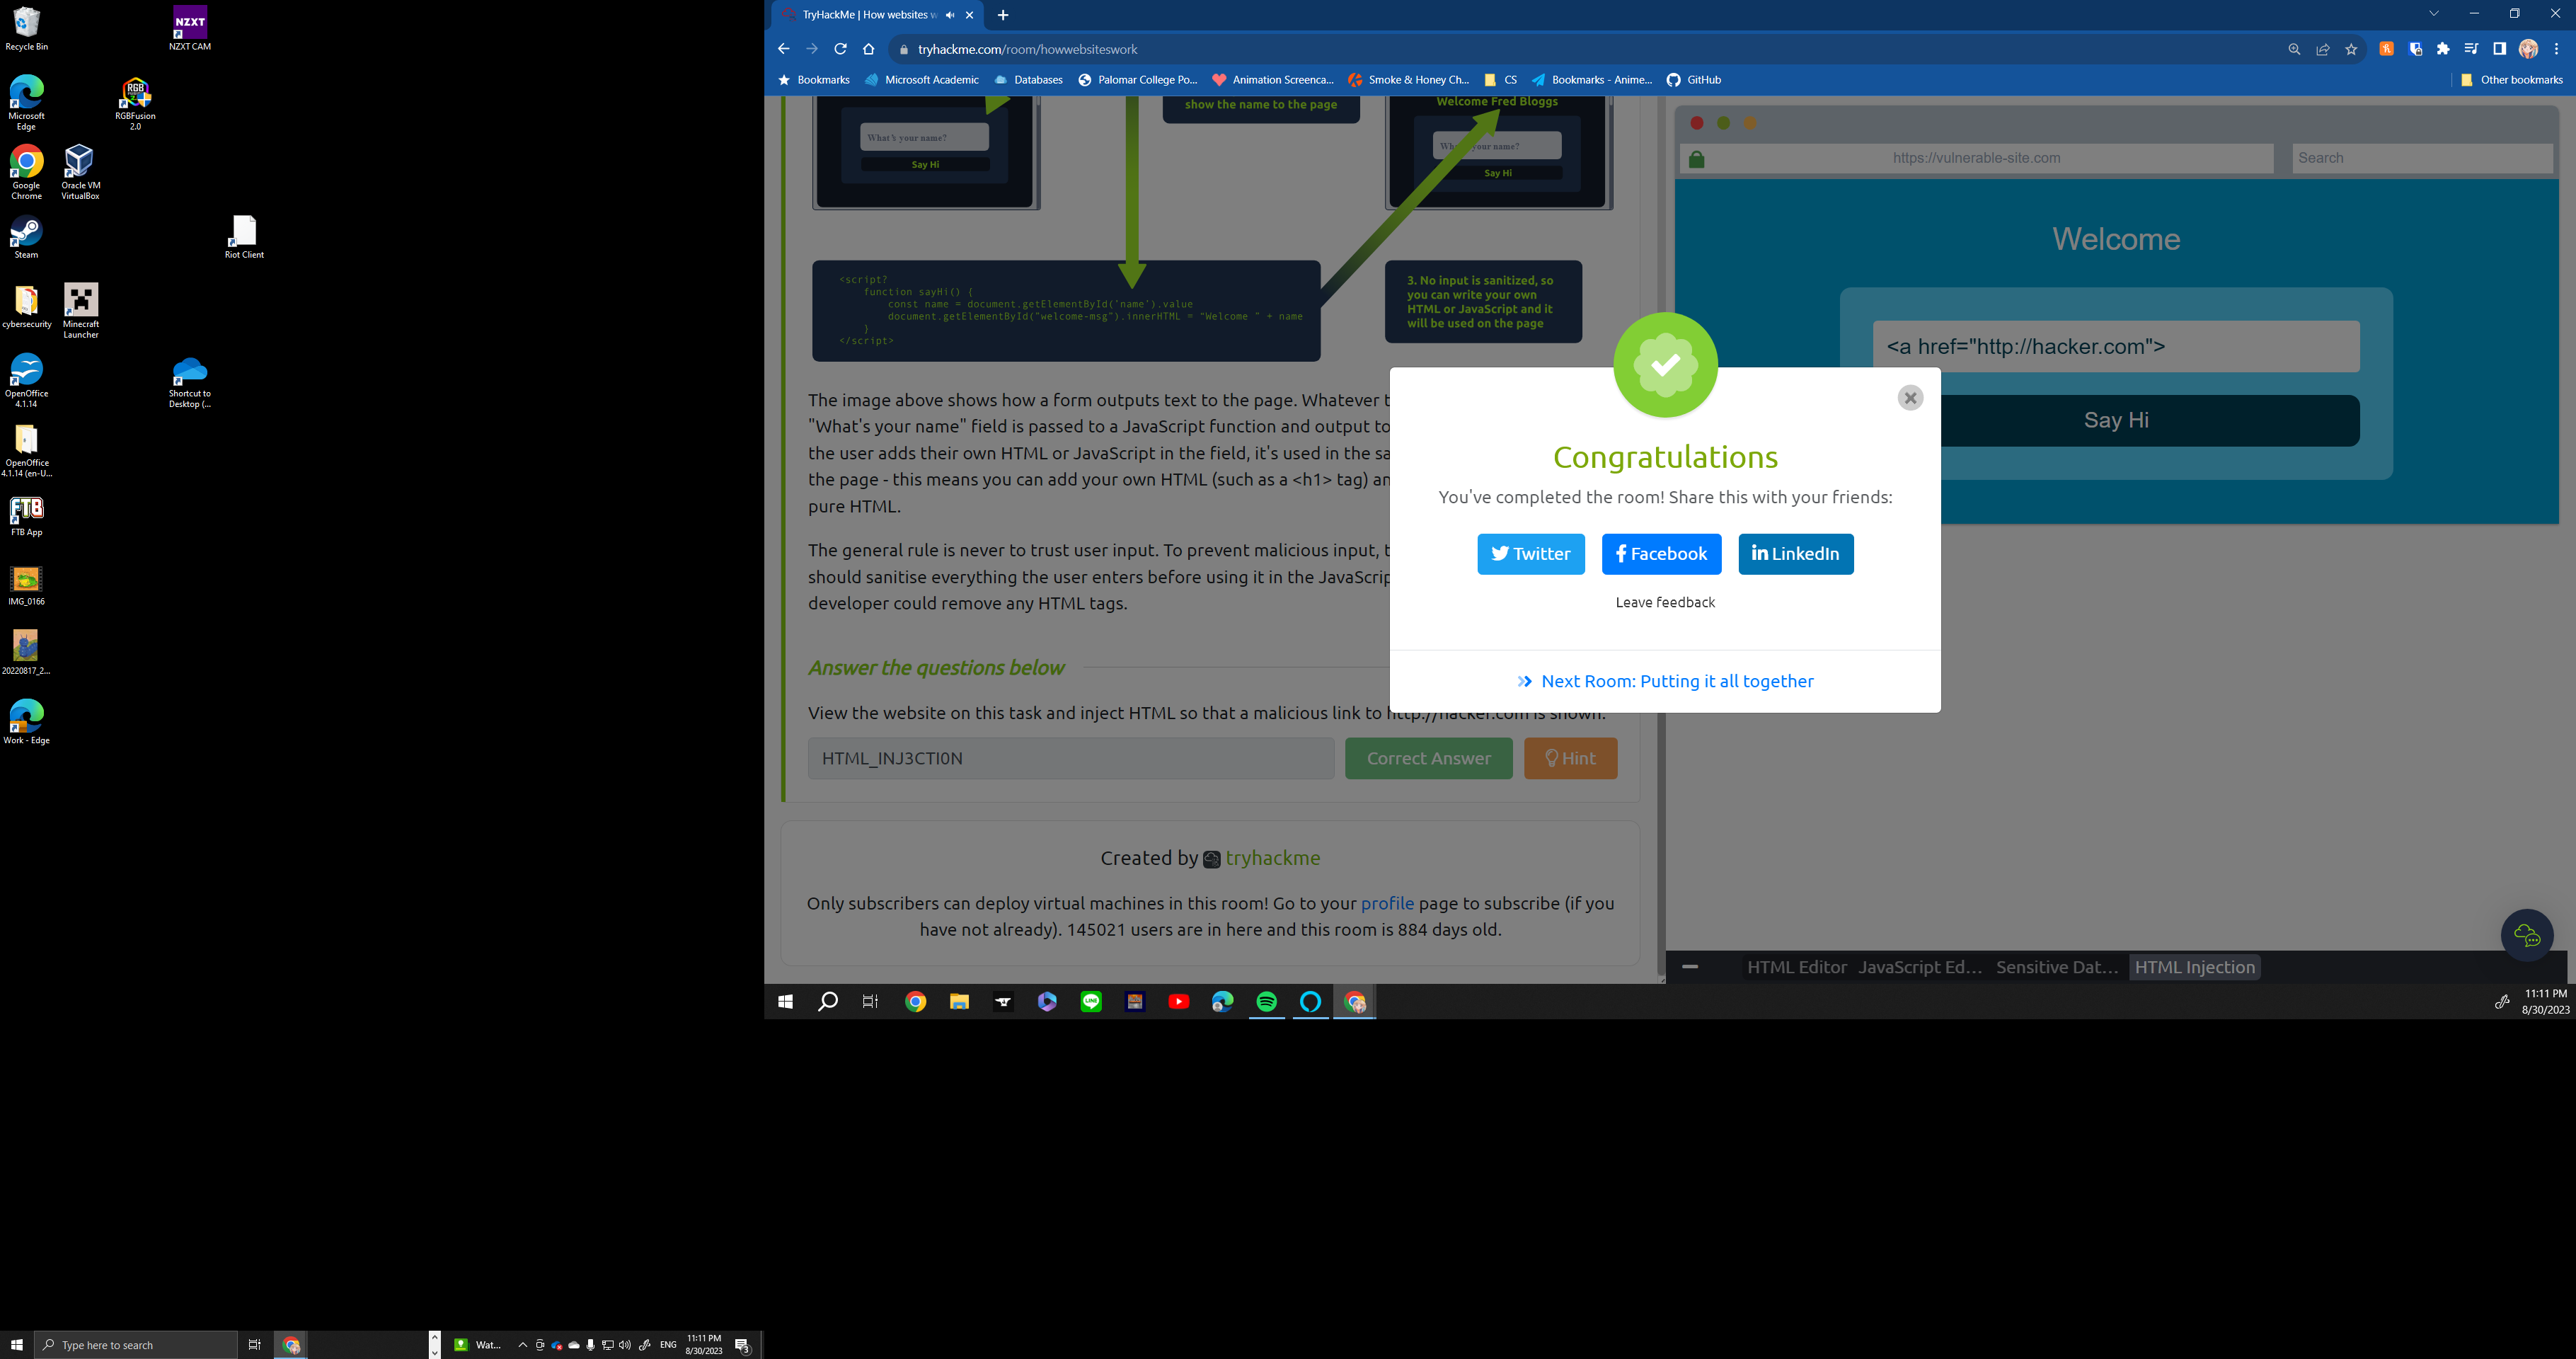 Recycle Bin
NZXT
NZXT CAM
Microsoft Edge
RGB
RGBFusion 2.0
Google Chrome
Oracle VM VirtualBox
Steam
Riot Client
cybersecurity
Minecraft Launcher
OpenOffice 4.1.14
Shortcut to Desktop (...
OpenOffice 4.1.14 (en-U...
FTB
FTB App
IMG_0166
20220817_2...
Work - Edge
Type here to search
Wat...
ENG
11:11 PM
8/30/2023
3
TryHackMe | How websites w
tryhackme.com/room/howwebsiteswork
Bookmarks
Microsoft Academic
Databases
Palomar College Po...
Animation Screenca...
Smoke & Honey Ch...
CS
Bookmarks - Anime...
GitHub
Other bookmarks
show the name to the page
Welcome Fred Bloggs
What's your name?
Say Hi
your name?
Say Hi
<script?
function sayHi() {
const name = document.getElementById('name').value
document.getElementById("welcome-msg").innerHTML = "Welcome " + name
}
</script>
3. No input is sanitized, so
you can write your own
HTML or JavaScript and it
will be used on the page
The image above shows how a form outputs text to the page. Whatever t
"What's your name" field is passed to a JavaScript function and output to
the user adds their own HTML or JavaScript in the field, it's used in the sa
the page - this means you can add your own HTML (such as a <h1> tag) an
pure HTML.
The general rule is never to trust user input. To prevent malicious input, t
should sanitise everything the user enters before using it in the JavaScrip
developer could remove any HTML tags.
Answer the questions below
View the website on this task and inject HTML so that a malicious link to http://hacker.com is shown.
HTML_INJ3CTI0N
Correct Answer
Hint
Created by tryhackme
Only subscribers can deploy virtual machines in this room! Go to your profile page to subscribe (if you
have not already). 145021 users are in here and this room is 884 days old.
Congratulations
You've completed the room! Share this with your friends:
Twitter
Facebook
LinkedIn
Leave feedback
Next Room: Putting it all together
https://vulnerable-site.com
Search
Welcome
<a href="http://hacker.com">
Say Hi
HTML Editor
JavaScript Ed...
Sensitive Dat...
HTML Injection
LINE
11:11 PM
8/30/2023